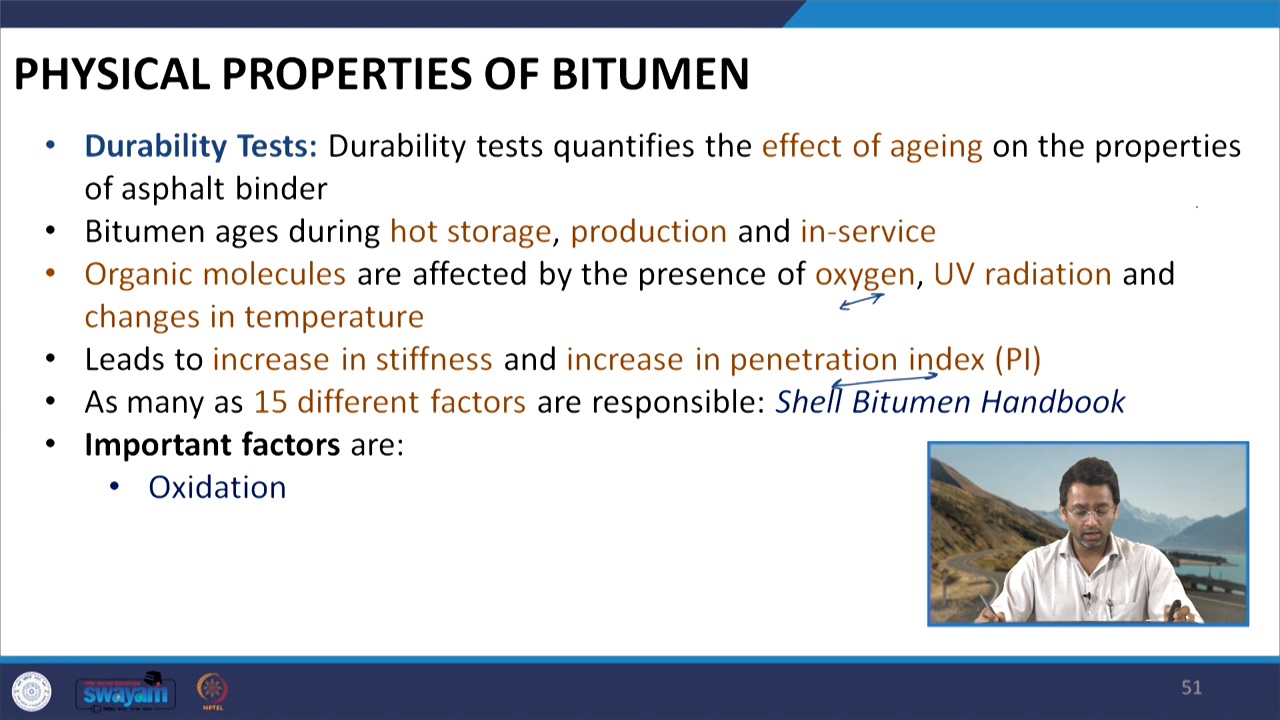 PHYSICAL PROPERTIES OF BITUMEN
• Durability Tests: Durability tests quantifies the effect of ageing on the properties
of asphalt binder
• Bitumen ages during hot storage, production and in-service
• Organic molecules are affected by the presence of oxygen, UV radiation and
changes in temperature
• Leads to increase in stiffness and increase in penetration index (PI)
• As many as 15 different factors are responsible: Shell Bitumen Handbook
• Important factors are:
• Oxidation
swayam
NPTEL
51